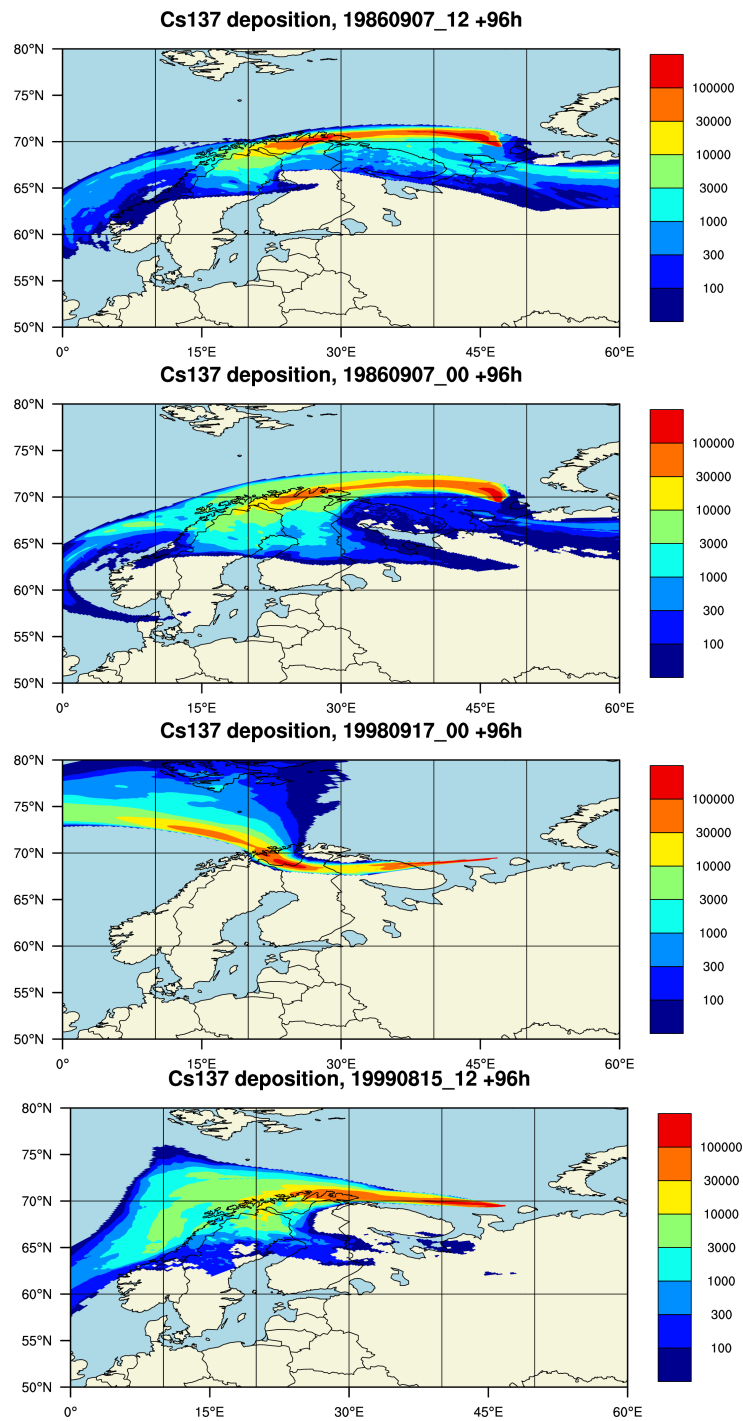 Cs137 deposition, 19860907_12 +96h
80°N
75°N
70°N
65°N
60°N
55°N
50°N
0°
15°E
30°E
45°E
60°E
100000
30000
10000
3000
1000
300
100
Cs137 deposition, 19860907_00 +96h
80°N
75°N
70°N
65°N
60°N
55°N
50°N
0°
15°E
30°E
45°E
60°E
100000
30000
10000
3000
1000
300
100
Cs137 deposition, 19980917_00 +96h
80°N
75°N
70°N
65°N
60°N
55°N
50°N
0°
15°E
30°E
45°E
60°E
100000
30000
10000
3000
1000
300
100
Cs137 deposition, 19990815_12 +96h
80°N
75°N
70°N
65°N
60°N
55°N
50°N
0°
15°E
30°E
45°E
60°E
100000
30000
10000
3000
1000
300
100